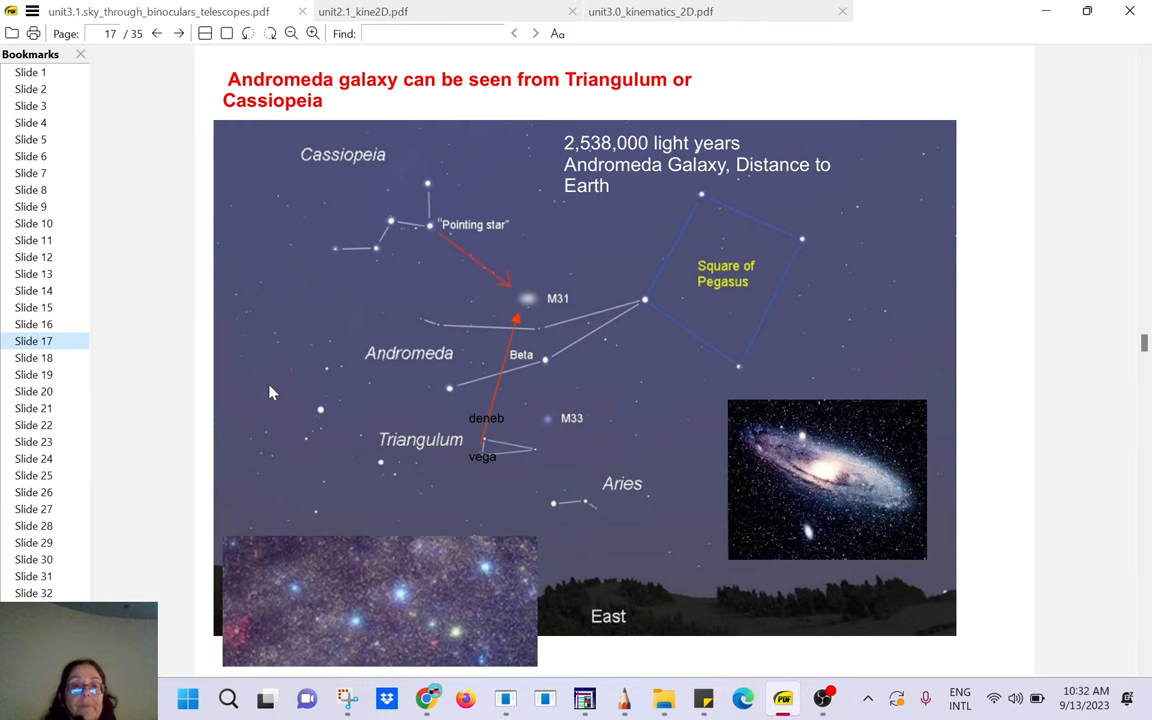 unit3.1.sky_through_binoculars_telescopes.pdf
unit2.1_kine2D.pdf
unit3.0_kinematics_2D.pdf
Page: 17 / 35
Find:
Aa
Bookmarks
Slide 1
Slide 2
Slide 3
Slide 4
Slide 5
Slide 6
Slide 7
Slide 8
Slide 9
Slide 10
Slide 11
Slide 12
Slide 13
Slide 14
Slide 15
Slide 16
Slide 17
Slide 18
Slide 19
Slide 20
Slide 21
Slide 22
Slide 23
Slide 24
Slide 25
Slide 26
Slide 27
Slide 28
Slide 29
Slide 30
Slide 31
Slide 32
Andromeda galaxy can be seen from Triangulum or
Cassiopeia
2,538,000 light years
Andromeda Galaxy, Distance to
Earth
Cassiopeia
"Pointing star"
Square of
Pegasus
M31
Andromeda
Beta
deneb
M33
Triangulum
vega
Aries
East
PDF
ENG
INTL
10:32 AM
9/13/2023